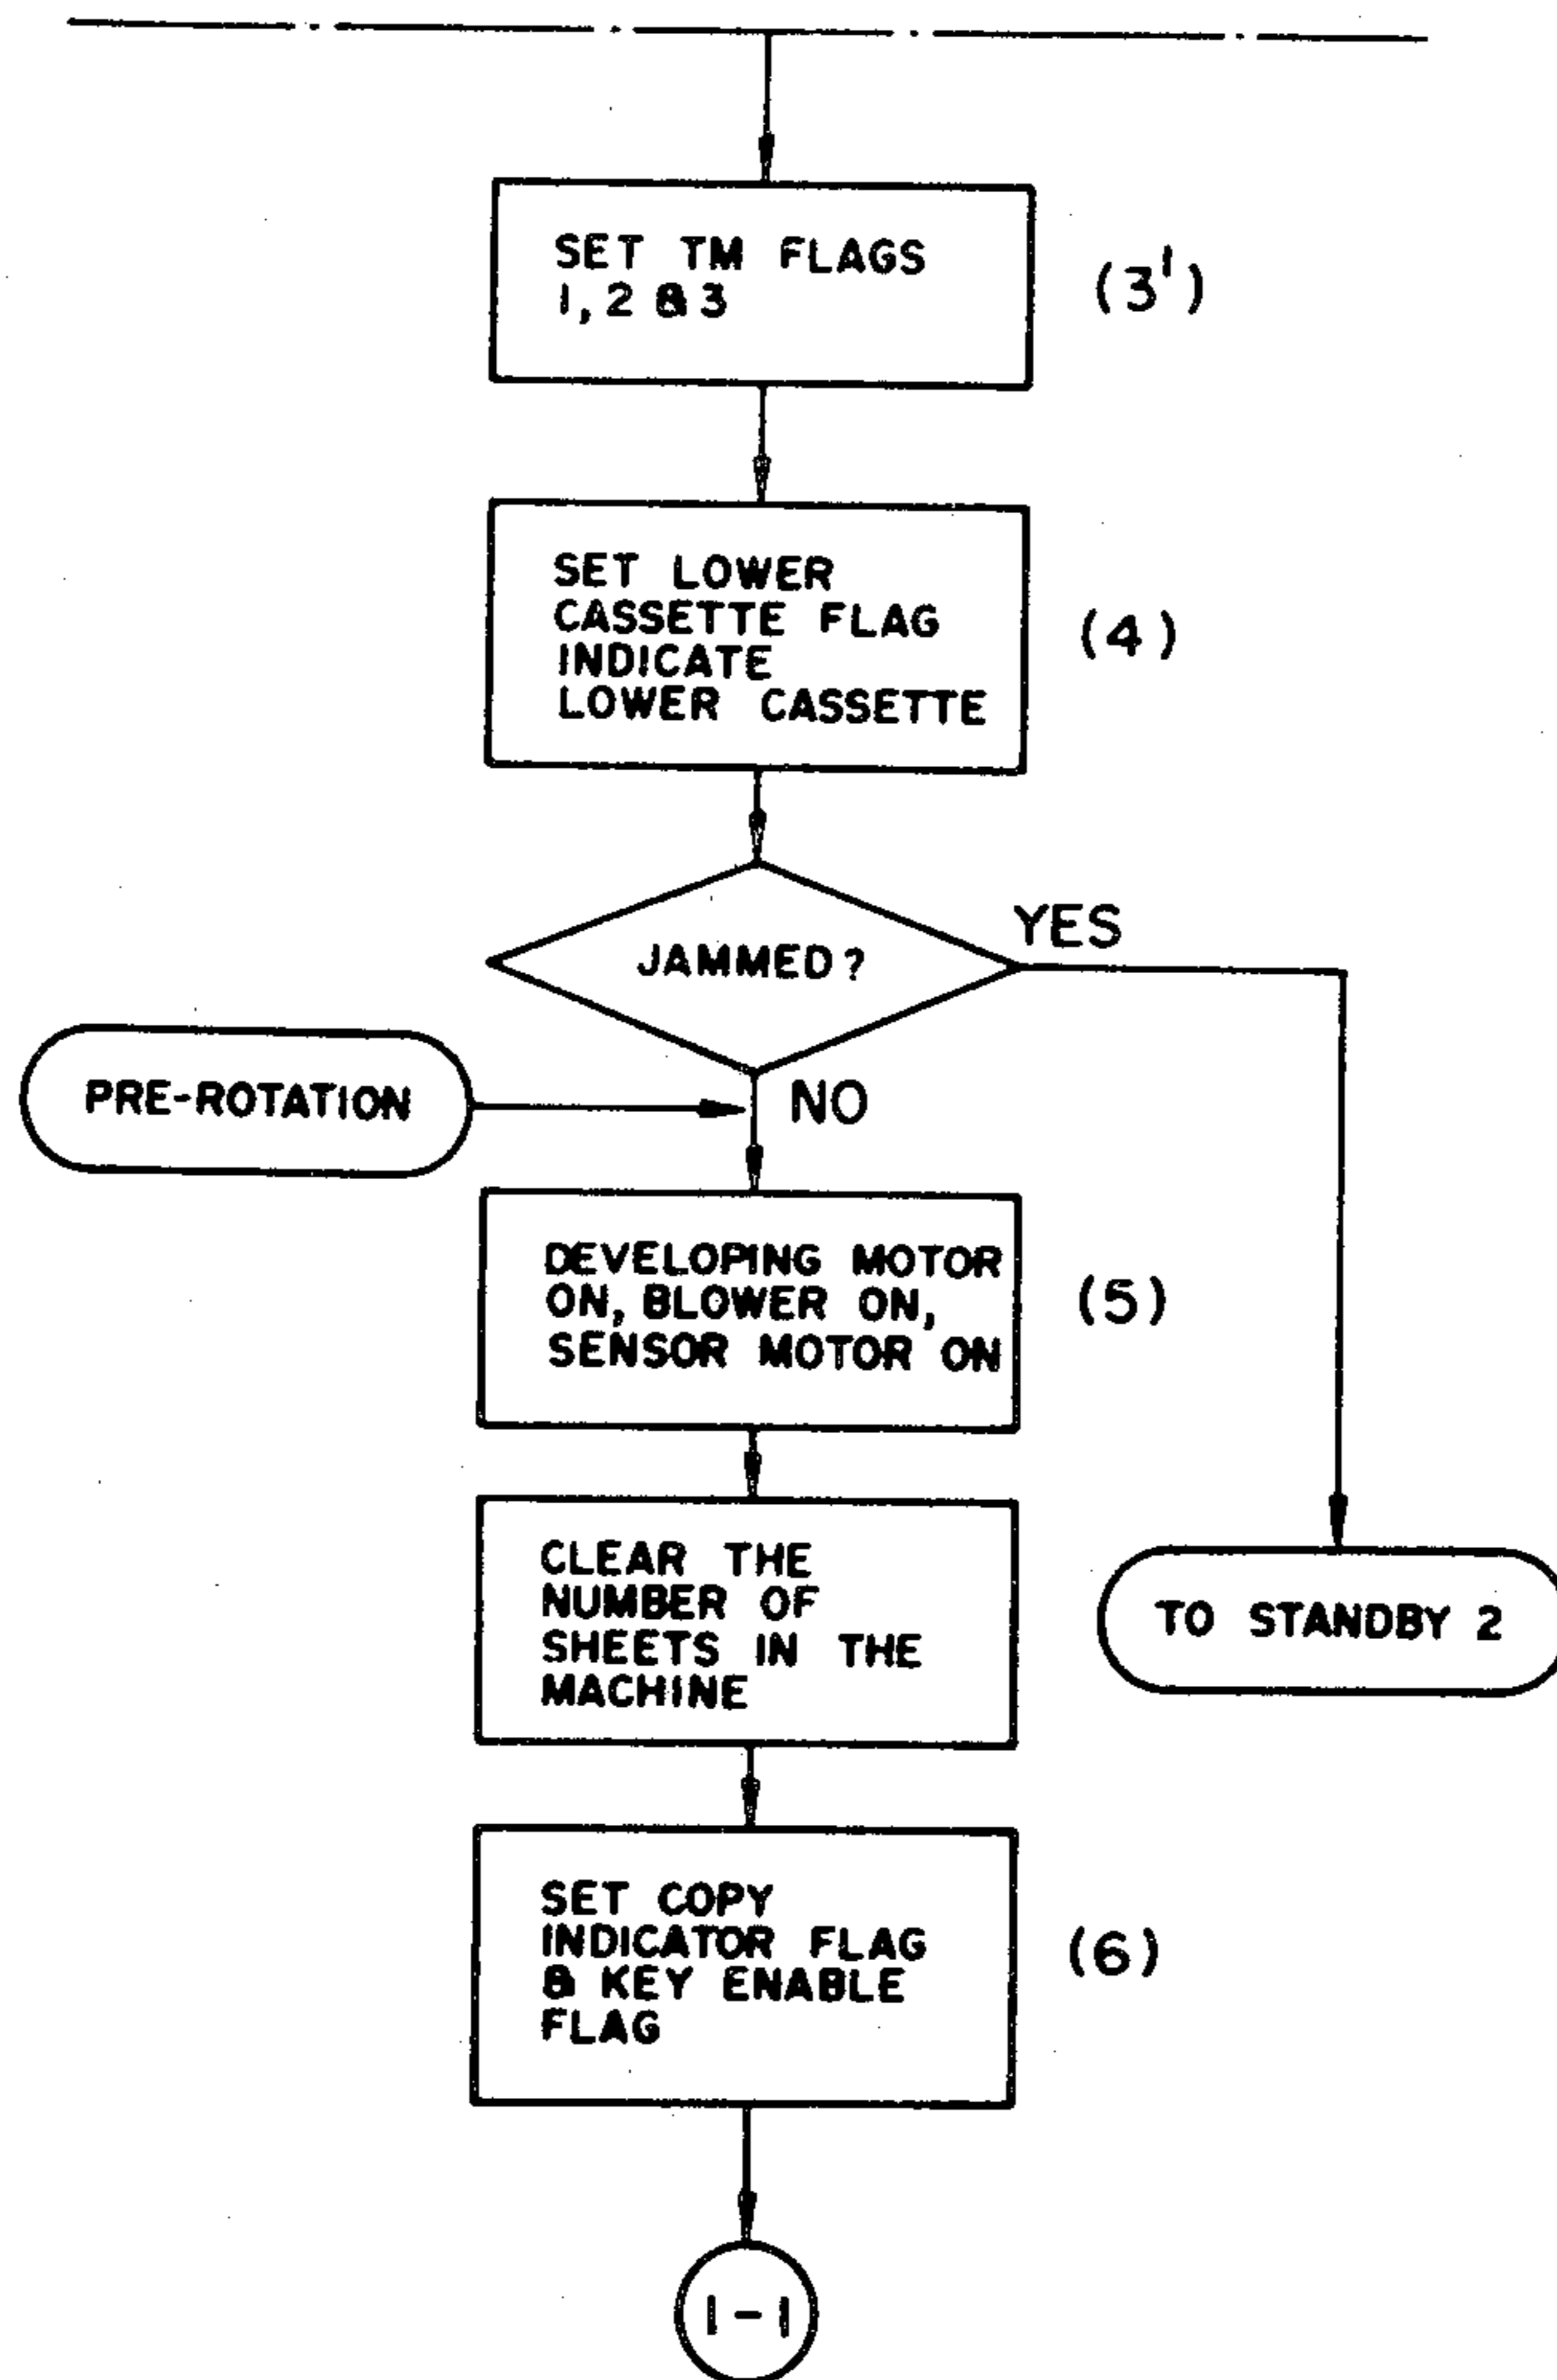 SET TM FLAGS
1, 2 & 3
(3')
SET LOWER
CASSETTE FLAG
INDICATE
LOWER CASSETTE
(4)
JAMMED?
YES
PRE-ROTATION
NO
DEVELOPING MOTOR
ON, BLOWER ON,
SENSOR MOTOR ON
(5)
CLEAR THE
NUMBER OF
SHEETS IN THE
MACHINE
TO STANDBY 2
SET COPY
INDICATOR FLAG
& KEY ENABLE
FLAG
(6)
1-1